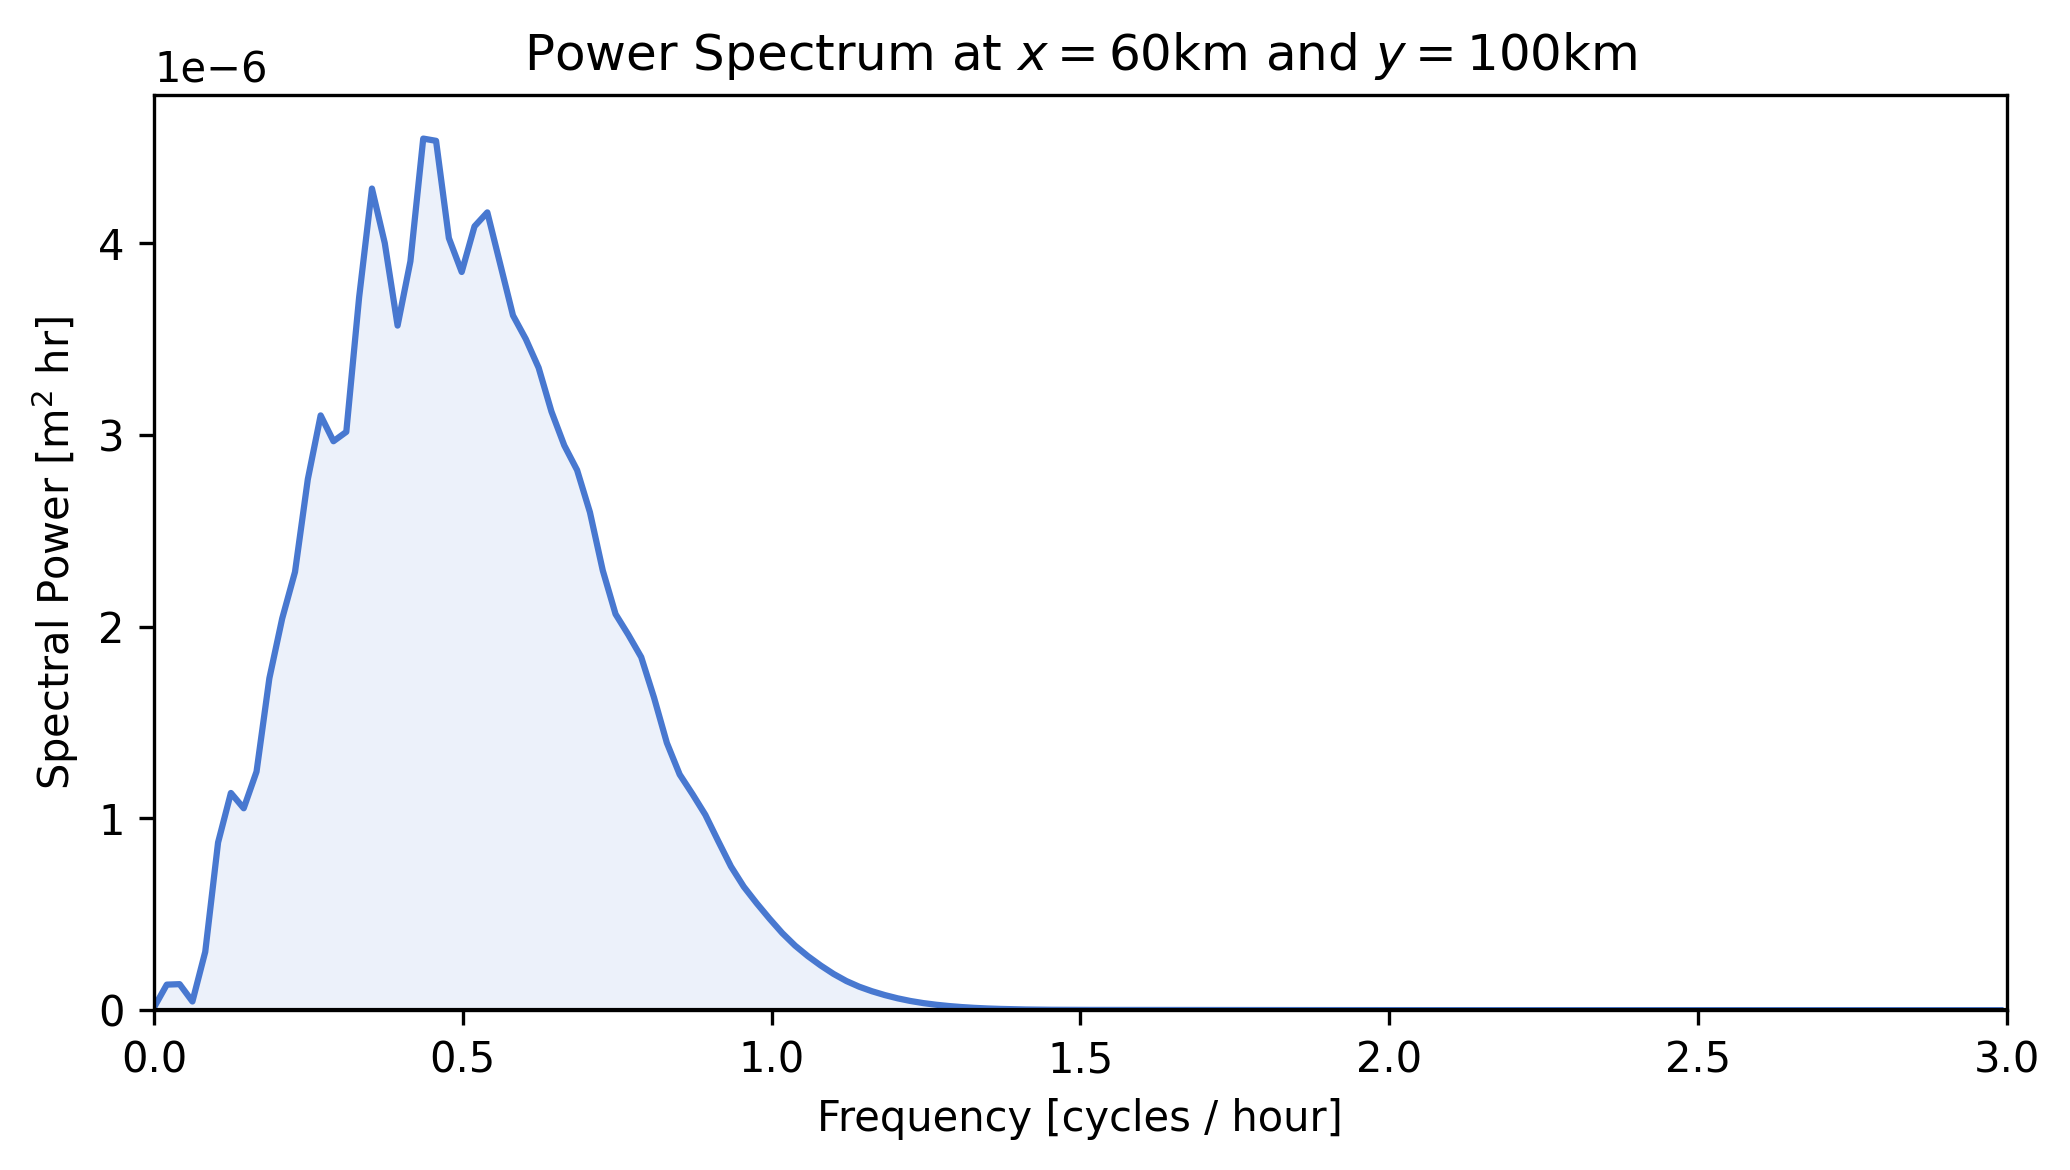 Power Spectrum at x = 60km and y = 100km
1e−6
Spectral Power [m² hr]
4
3
2
1
0
0.0 0.5 1.0 1.5 2.0 2.5 3.0
Frequency [cycles / hour]